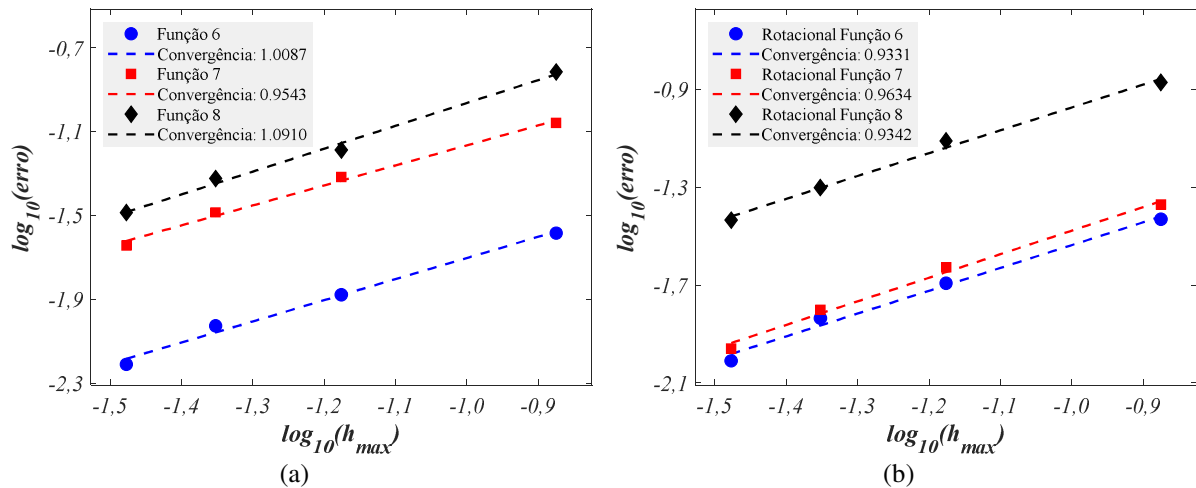 Função 6
Convergência: 1.0087
Função 7
Convergência: 0.9543
Função 8
Convergência: 1.0910
-0,7
-1,1
-1,5
-1,9
-2,3
log10(erro)
-1,5 -1,4 -1,3 -1,2 -1,1 -1,0 -0,9
log10(hmax)
(a)
Rotacional Função 6
Convergência: 0.9331
Rotacional Função 7
Convergência: 0.9634
Rotacional Função 8
Convergência: 0.9342
-0,9
-1,3
-1,7
-2,1
log10(erro)
-1,5 -1,4 -1,3 -1,2 -1,1 -1,0 -0,9
log10(hmax)
(b)